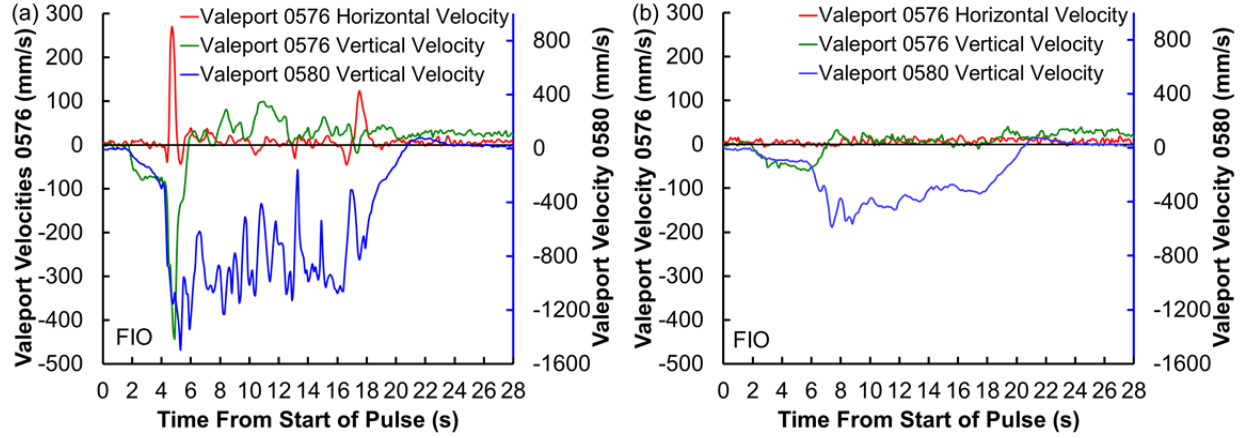 (a)
Valeport Velocities 0576 (mm/s)
300
200
100
0
-100
-200
-300
-400
-500
Valeport 0576 Horizontal Velocity
Valeport 0576 Vertical Velocity
Valeport 0580 Vertical Velocity
FIO
800
400
0
-400
-800
-1200
-1600
Valeport Velocity 0580 (mm/s)
0 2 4 6 8 10 12 14 16 18 20 22 24 26 28
Time From Start of Pulse (s)
(b)
Valeport Velocity 0576 (mm/s)
300
200
100
0
-100
-200
-300
-400
-500
Valeport 0576 Horizontal Velocity
Valeport 0576 Vertical Velocity
Valeport 0580 Vertical Velocity
FIO
800
400
0
-400
-800
-1200
-1600
Valeport Velocity 0580 (mm/s)
0 2 4 6 8 10 12 14 16 18 20 22 24 26 28
Time From Start of Pulse (s)